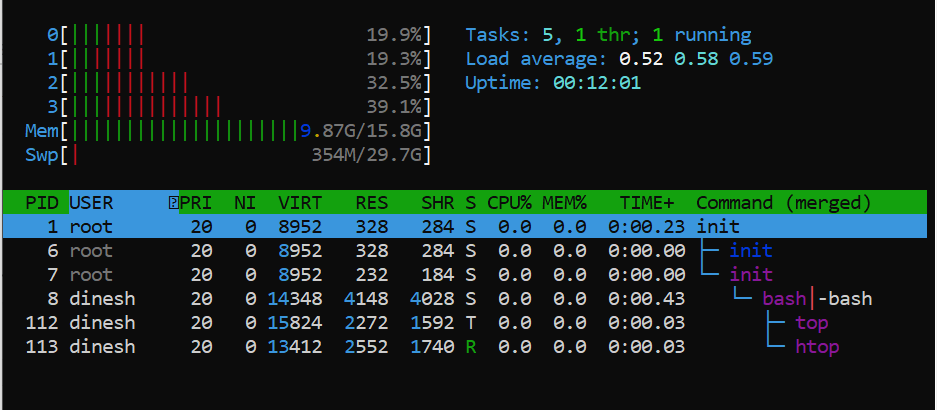 0[||||||| 19.9%] Tasks: 5, 1 thr; 1 running
1[||||||| 19.3%] Load average: 0.52 0.58 0.59
2[||||||||||| 32.5%] Uptime: 00:12:01
3[|||||||||||||| 39.1%]
Mem[|||||||||||||||||||||9.87G/15.8G]
Swp[| 354M/29.7G]
PID USER PRI NI VIRT RES SHR S CPU% MEM% TIME+ Command (merged)
1 root 20 0 8952 328 284 S 0.0 0.0 0:00.23 init
6 root 20 0 8952 328 284 S 0.0 0.0 0:00.00 ├─ init
7 root 20 0 8952 232 184 S 0.0 0.0 0:00.00 └─ init
8 dinesh 20 0 14348 4148 4028 S 0.0 0.0 0:00.43 └─ bash│-bash
112 dinesh 20 0 15824 2272 1592 T 0.0 0.0 0:00.03 ├─ top
113 dinesh 20 0 13412 2552 1740 R 0.0 0.0 0:00.03 └─ htop